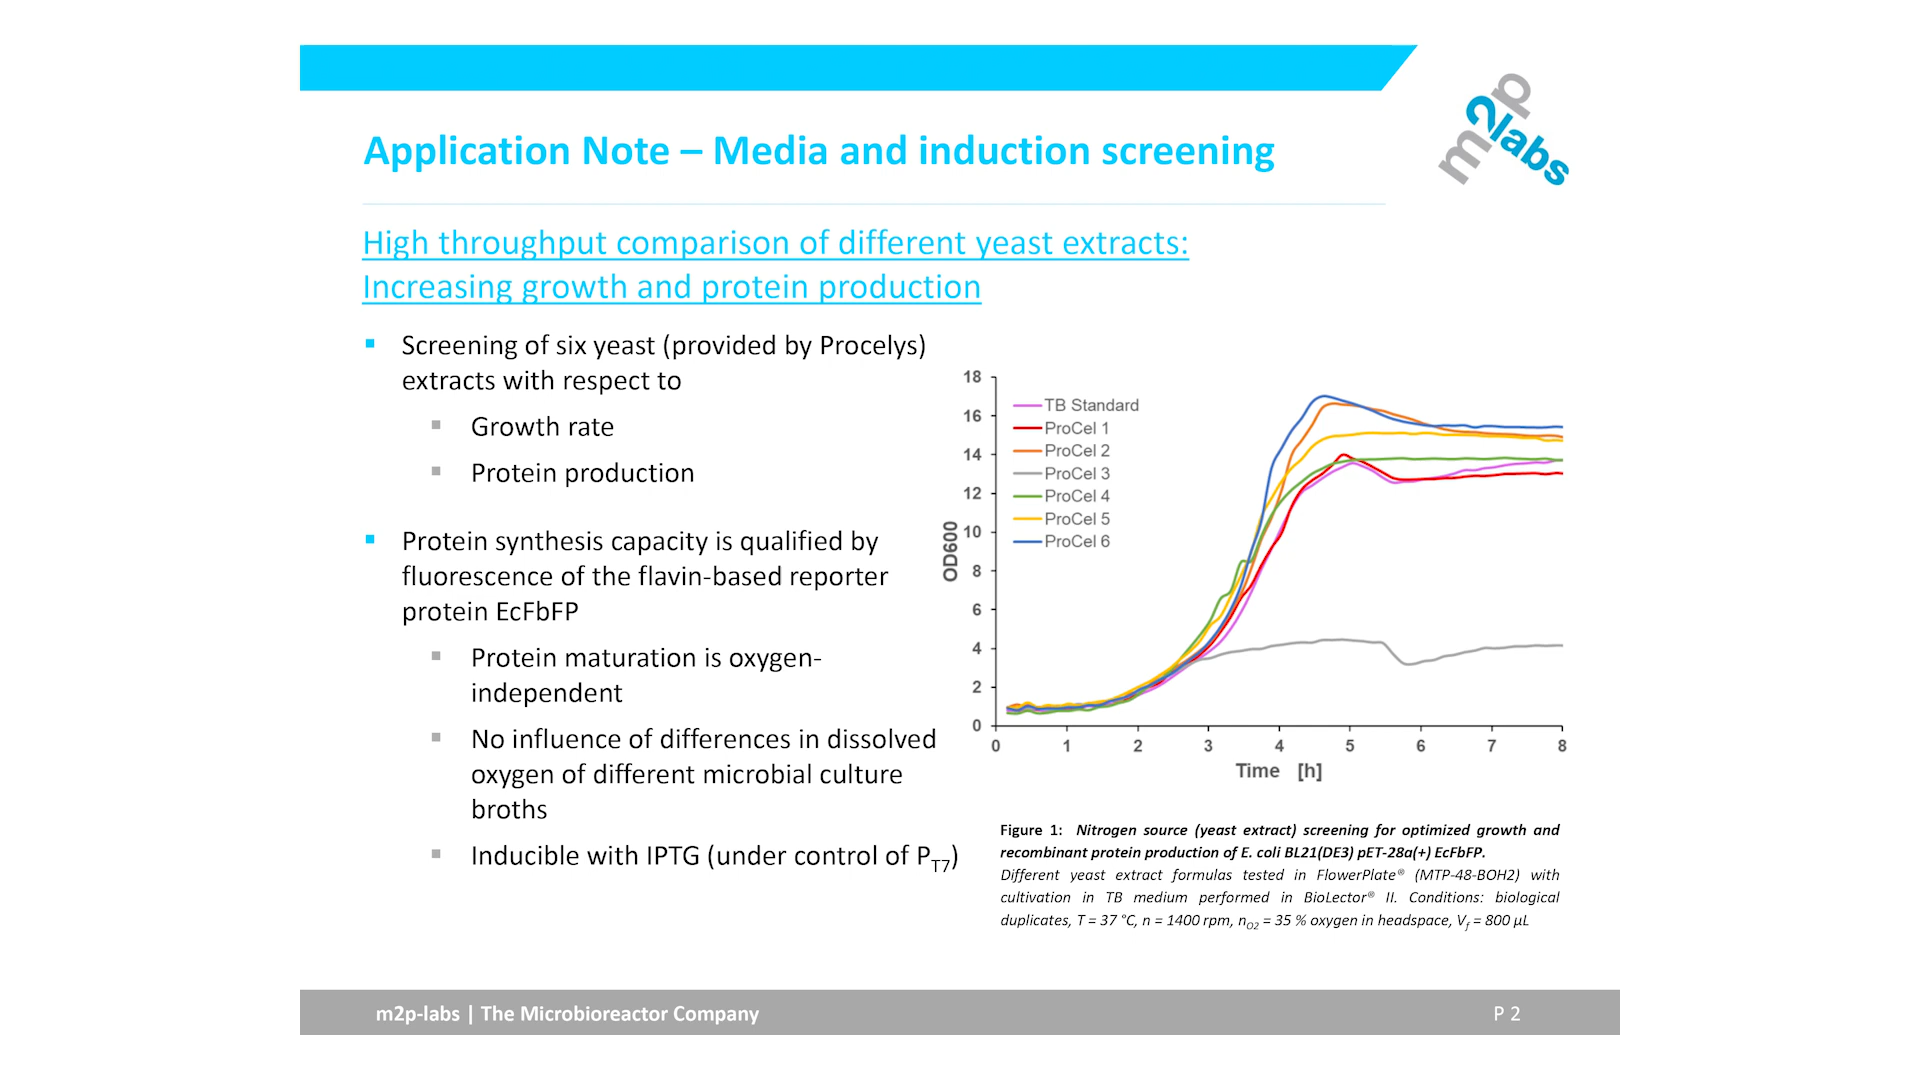 m2p-labs
Application Note – Media and induction screening
High throughput comparison of different yeast extracts:
Increasing growth and protein production
▪ Screening of six yeast (provided by Procelys)
extracts with respect to
▪ Growth rate
▪ Protein production
▪ Protein synthesis capacity is qualified by
fluorescence of the flavin-based reporter
protein EcFbFP
▪ Protein maturation is oxygen-
independent
▪ No influence of differences in dissolved
oxygen of different microbial culture
broths
▪ Inducible with IPTG (under control of P_T7)
18
16
14
12
10
8
6
4
2
0
OD600
TB Standard
ProCel 1
ProCel 2
ProCel 3
ProCel 4
ProCel 5
ProCel 6
0 1 2 3 4 5 6 7 8
Time [h]
Figure 1: Nitrogen source (yeast extract) screening for optimized growth and
recombinant protein production of E. coli BL21(DE3) pET-28a(+) EcFbFP.
Different yeast extract formulas tested in FlowerPlate® (MTP-48-BOH2) with
cultivation in TB medium performed in BioLector® II. Conditions: biological
duplicates, T = 37 °C, n = 1400 rpm, n_O2 = 35 % oxygen in headspace, V_f = 800 µL
m2p-labs | The Microbioreactor Company
P 2